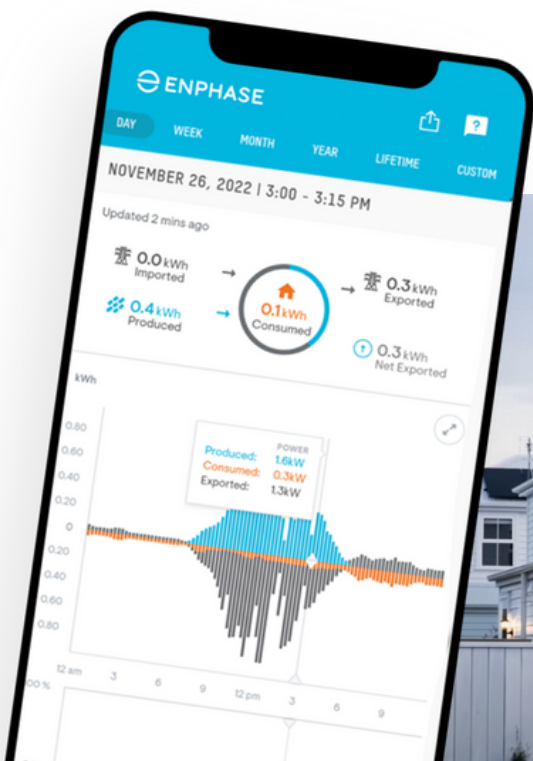 ENPHASE
?
DAY WEEK MONTH YEAR LIFETIME CUSTOM
NOVEMBER 26, 2022 | 3:00 - 3:15 PM
Updated 2 mins ago
0.0 kWh
Imported
0.4 kWh
Produced
0.1 kWh
Consumed
0.3 kWh
Exported
0.3 kWh
Net Exported
kWh
0.80
0.60
0.40
0.20
0
0.20
0.40
0.60
0.80
POWER
Produced: 1.6kW
Consumed: 0.3kW
Exported: 1.3kW
12 am 3 6 9 12 pm 3 6 9
00 %